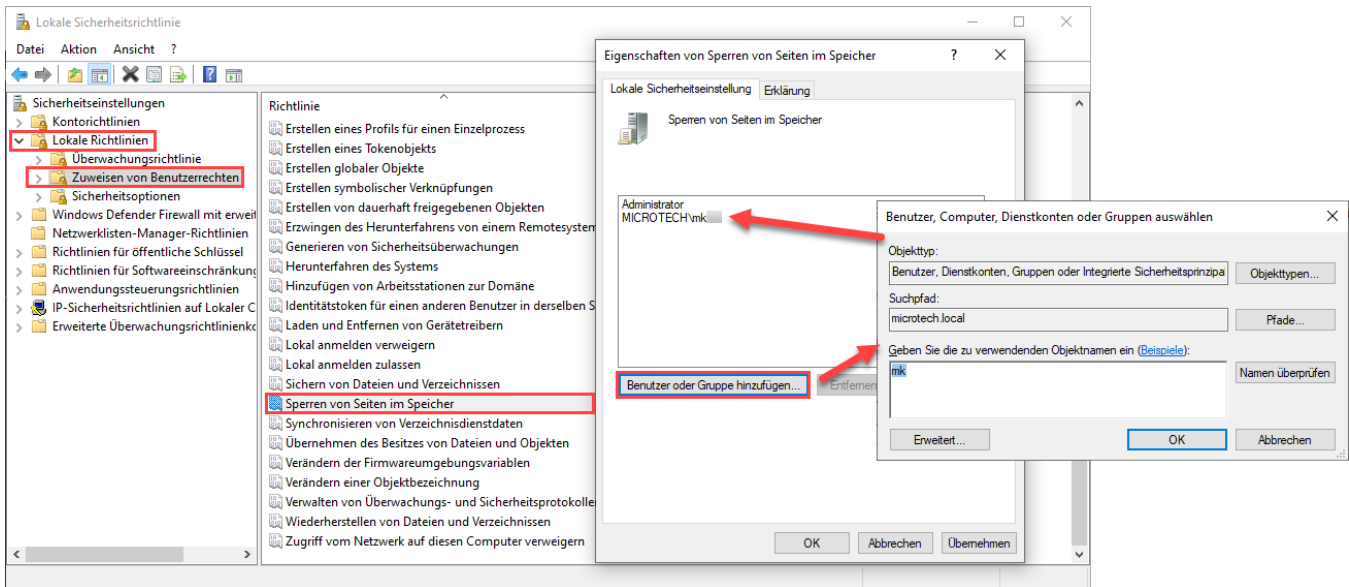 Lokale Sicherheitsrichtlinie
Datei Aktion Ansicht ?
Sicherheitseinstellungen
Kontorichtlinien
Lokale Richtlinien
Überwachungsrichtlinie
Zuweisen von Benutzerrechten
Sicherheitsoptionen
Windows Defender Firewall mit erweit
Netzwerklisten-Manager-Richtlinien
Richtlinien für öffentliche Schlüssel
Richtlinien für Softwareeinschränkung
Anwendungssteuerungsrichtlinien
IP-Sicherheitsrichtlinien auf Lokaler C
Erweiterte Überwachungsrichtlinienko
Richtlinie
Erstellen eines Profils für einen Einzelprozess
Erstellen eines Tokenobjekts
Erstellen globaler Objekte
Erstellen symbolischer Verknüpfungen
Erstellen von dauerhaft freigegebenen Objekten
Erzwingen des Herunterfahrens von einem Remotesystem
Generieren von Sicherheitsüberwachungen
Herunterfahren des Systems
Hinzufügen von Arbeitsstationen zur Domäne
Identitätstoken für einen anderen Benutzer in derselben S
Laden und Entfernen von Gerätetreibern
Lokal anmelden verweigern
Lokal anmelden zulassen
Sichern von Dateien und Verzeichnissen
Sperren von Seiten im Speicher
Synchronisieren von Verzeichnisdienstdaten
Übernehmen des Besitzes von Dateien und Objekten
Verändern der Firmwareumgebungsvariablen
Verändern einer Objektbezeichnung
Verwalten von Überwachungs- und Sicherheitsprotokolle
Wiederherstellen von Dateien und Verzeichnissen
Zugriff vom Netzwerk auf diesen Computer verweigern
Eigenschaften von Sperren von Seiten im Speicher ?
Lokale Sicherheitseinstellung Erklärung
Sperren von Seiten im Speicher
Administrator
MICROTECH\mk
Benutzer oder Gruppe hinzufügen... Entfernen
OK Abbrechen Übernehmen
Benutzer, Computer, Dienstkonten oder Gruppen auswählen
Objekttyp:
Benutzer, Dienstkonten, Gruppen oder Integrierte Sicherheitsprinzipa Objekttypen...
Suchpfad:
microtech.local Pfade...
Geben Sie die zu verwendenden Objektnamen ein (Beispiele):
mk Namen überprüfen
Erweitert... OK Abbrechen